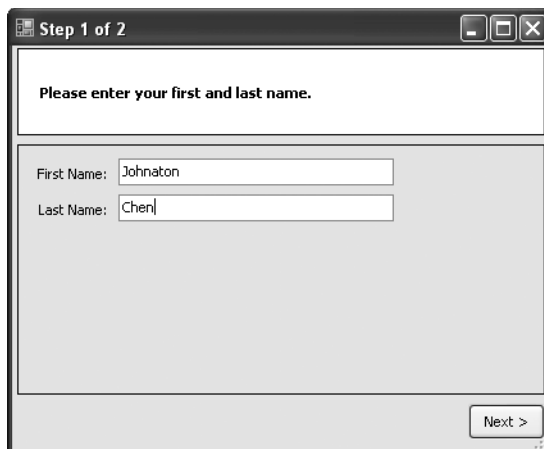 Step 1 of 2
Please enter your first and last name.
First Name: Johnaton
Last Name: Chen
Next >